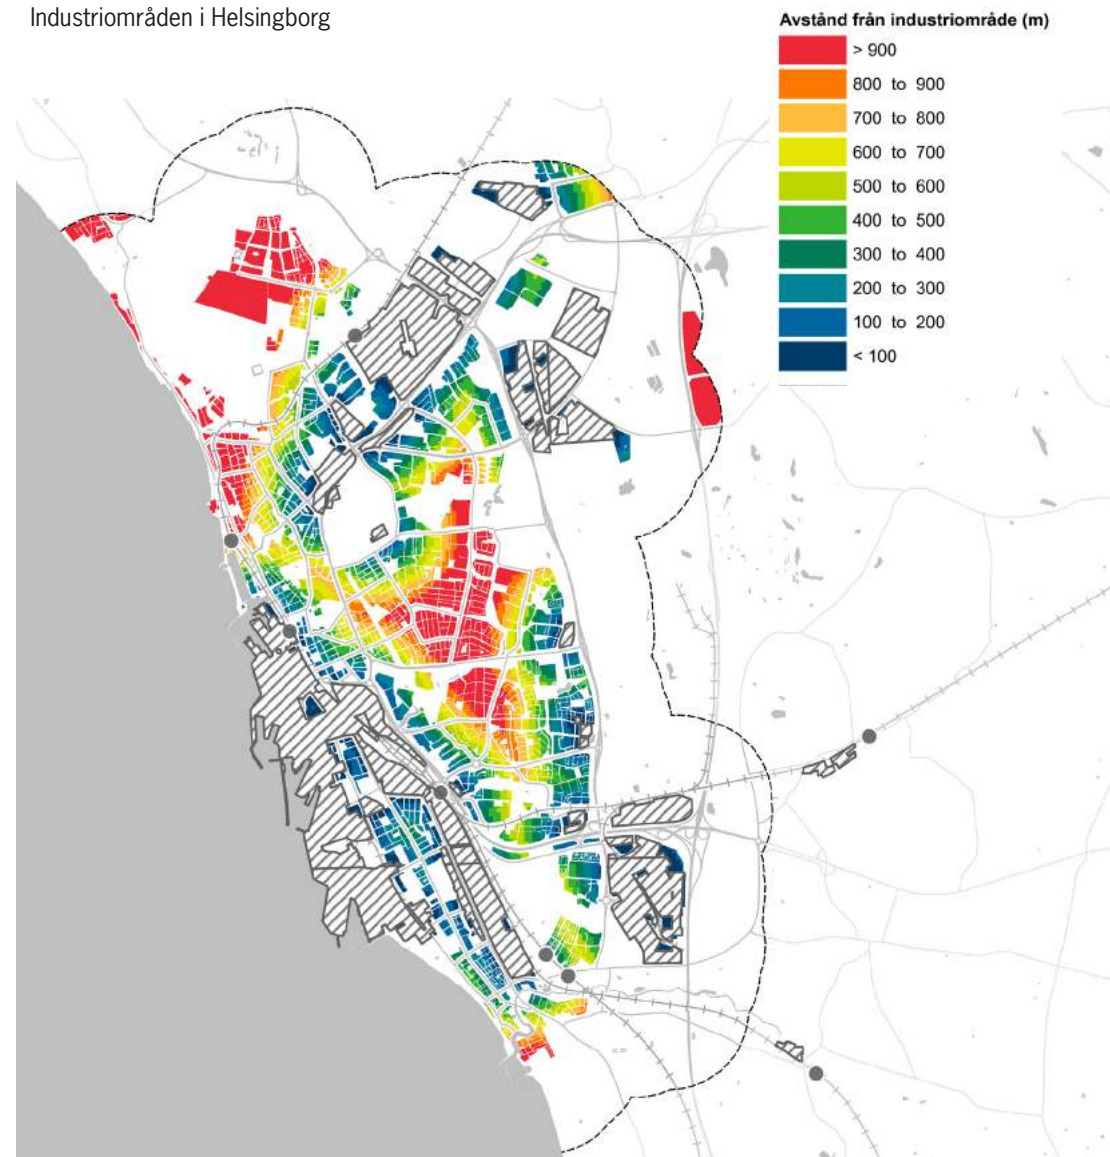 Industriområden i Helsingborg
Avstånd från industriområde (m)
> 900
800 to 900
700 to 800
600 to 700
500 to 600
400 to 500
300 to 400
200 to 300
100 to 200
< 100